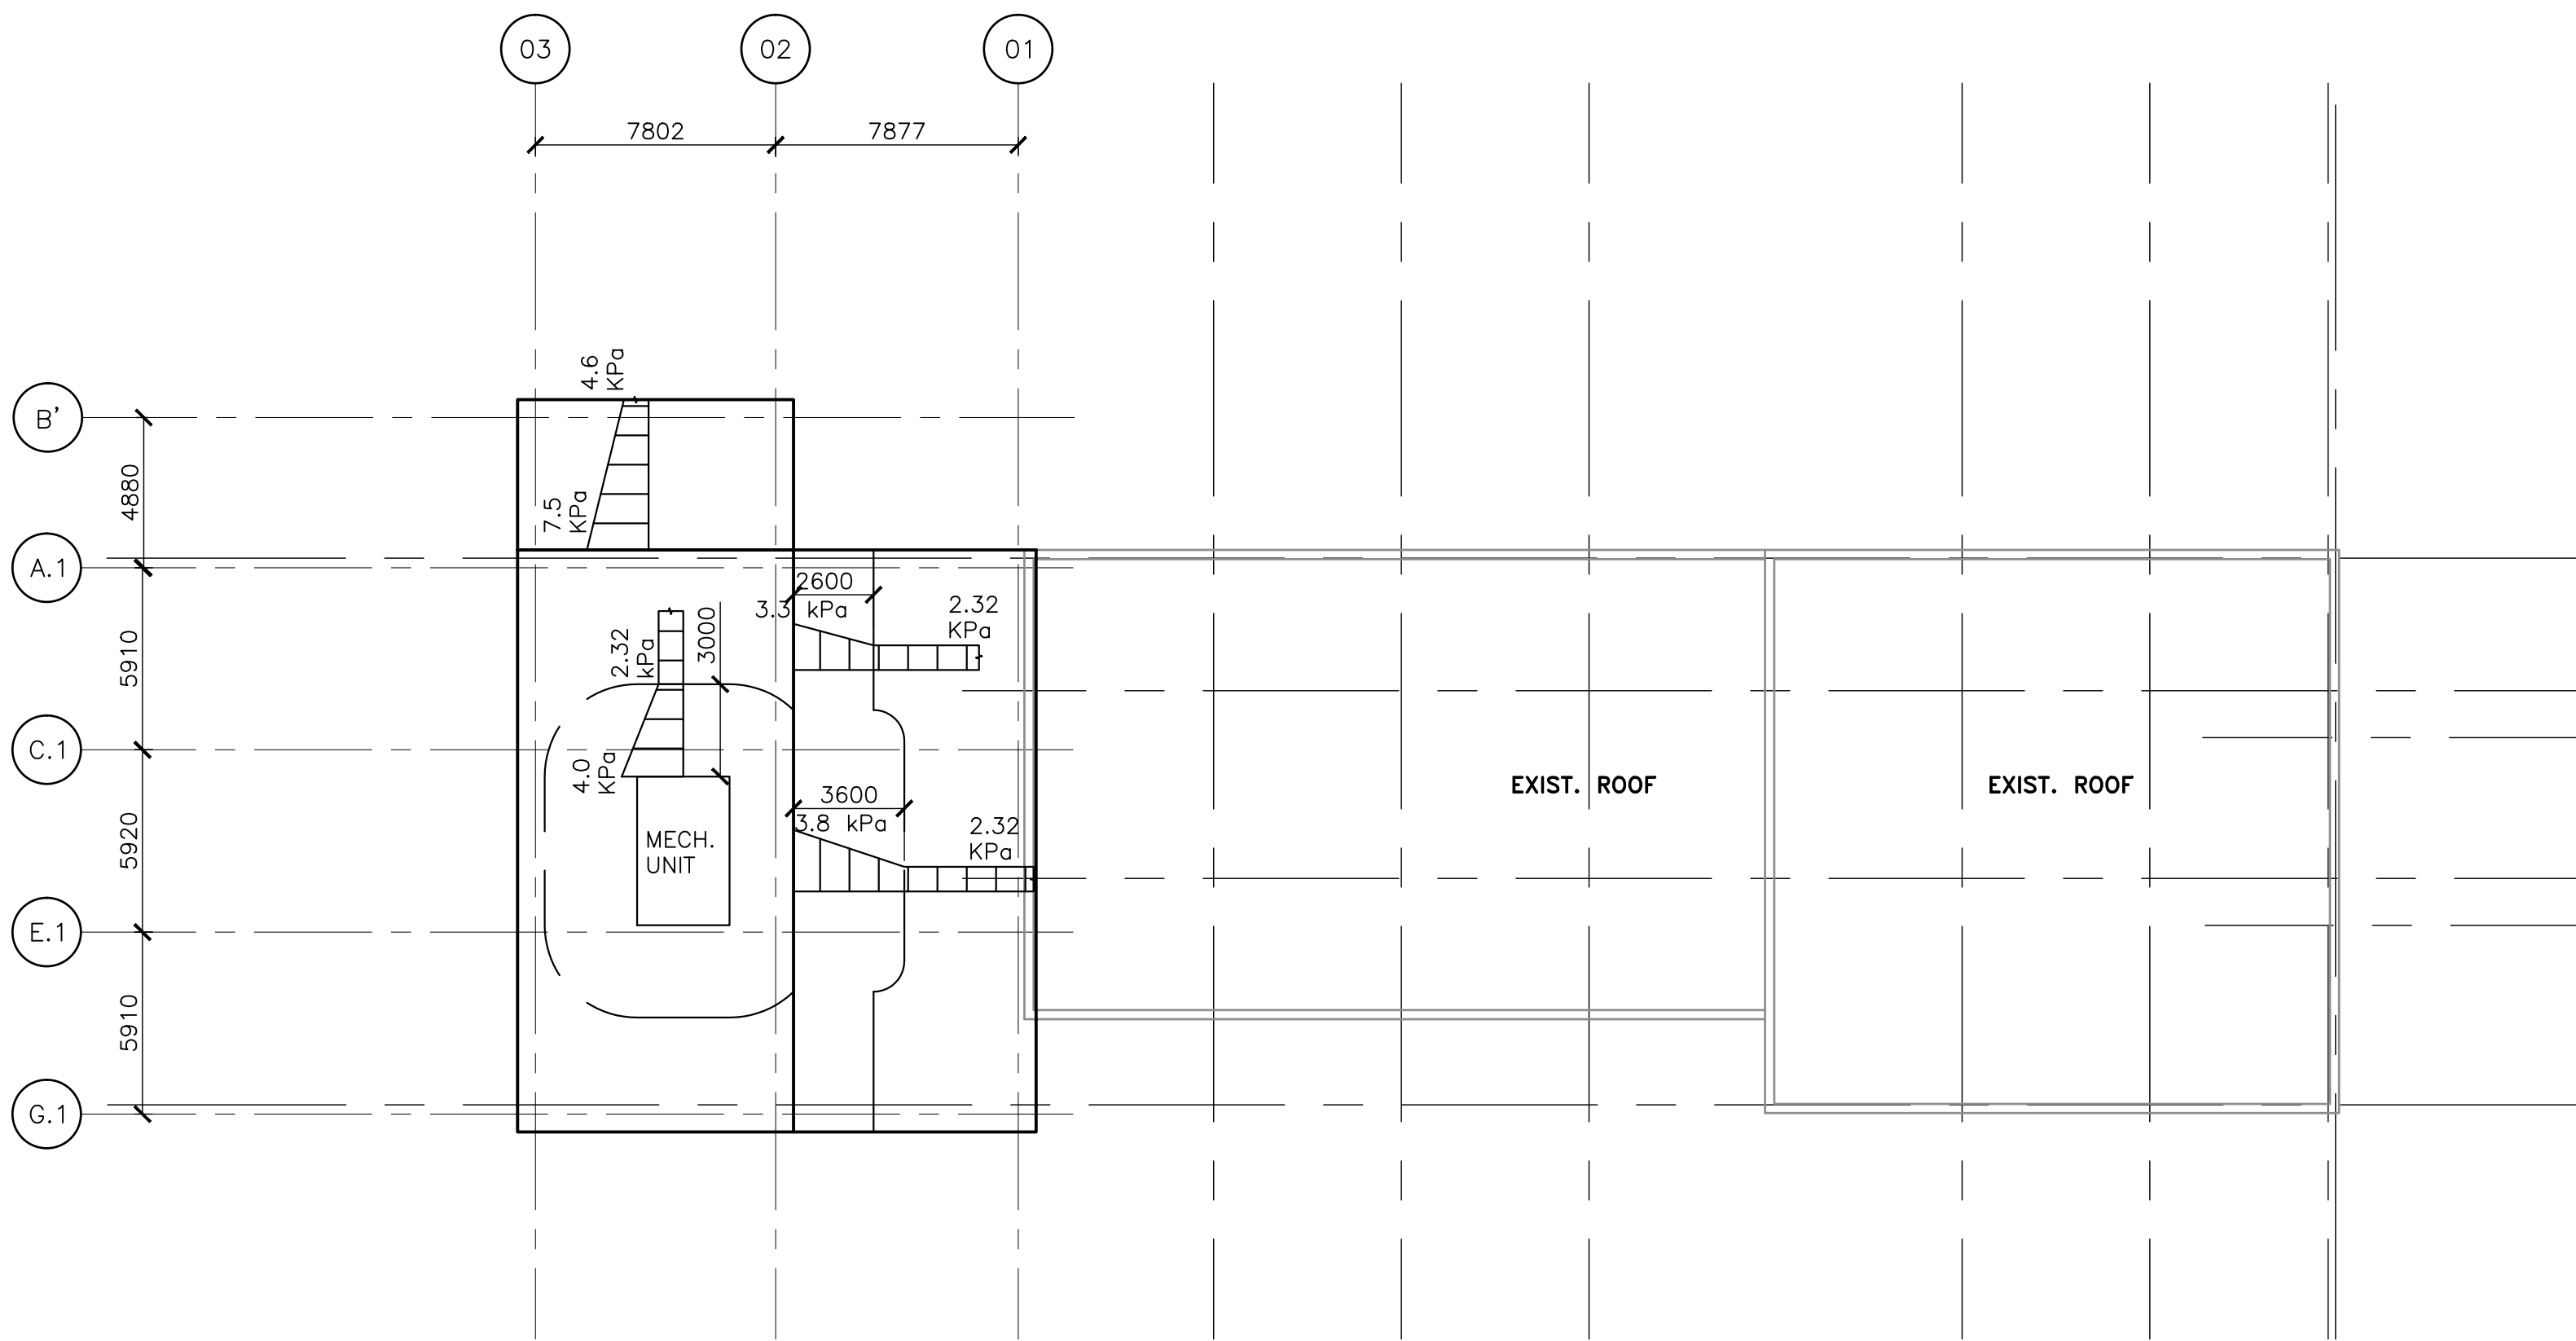 03
02
01
7802
7877
4.6
KPa
B'
4880
7.5
KPa
A.1
2600
3.3 kPa
2.32
KPa
5910
2.32
kPa
3000
C.1
4.0
KPa
EXIST. ROOF
EXIST. ROOF
3600
3.8 kPa
2.32
KPa
5920
MECH.
UNIT
E.1
5910
G.1